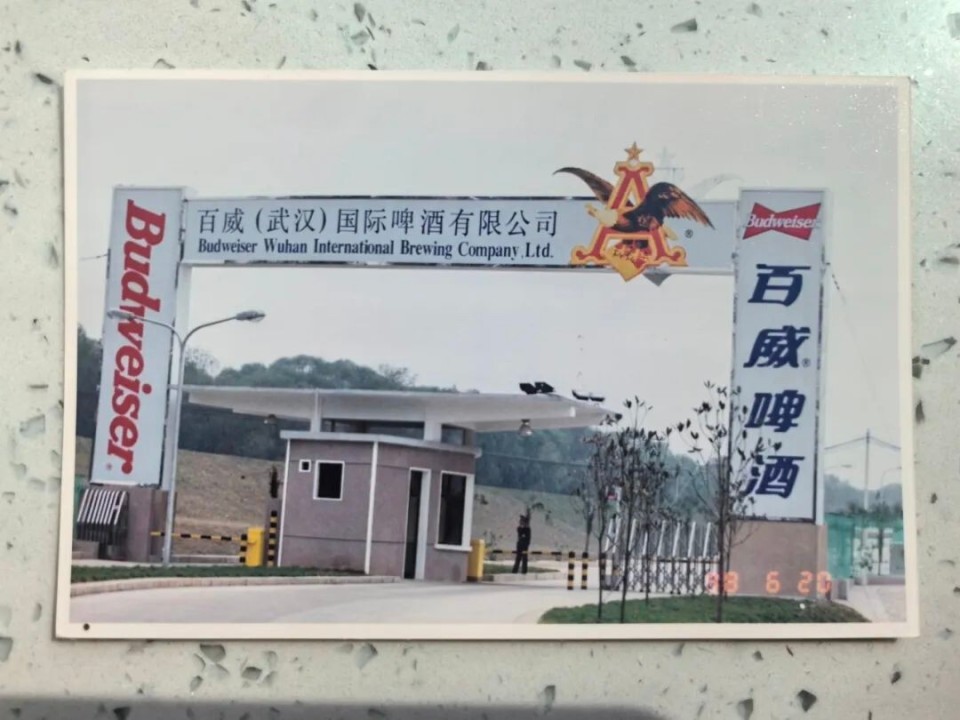 Budweiser
百威(武汉)国际啤酒有限公司
Budweiser Wuhan International Brewing Company,Ltd.
A
®
Budweiser
百威®啤酒
6 20